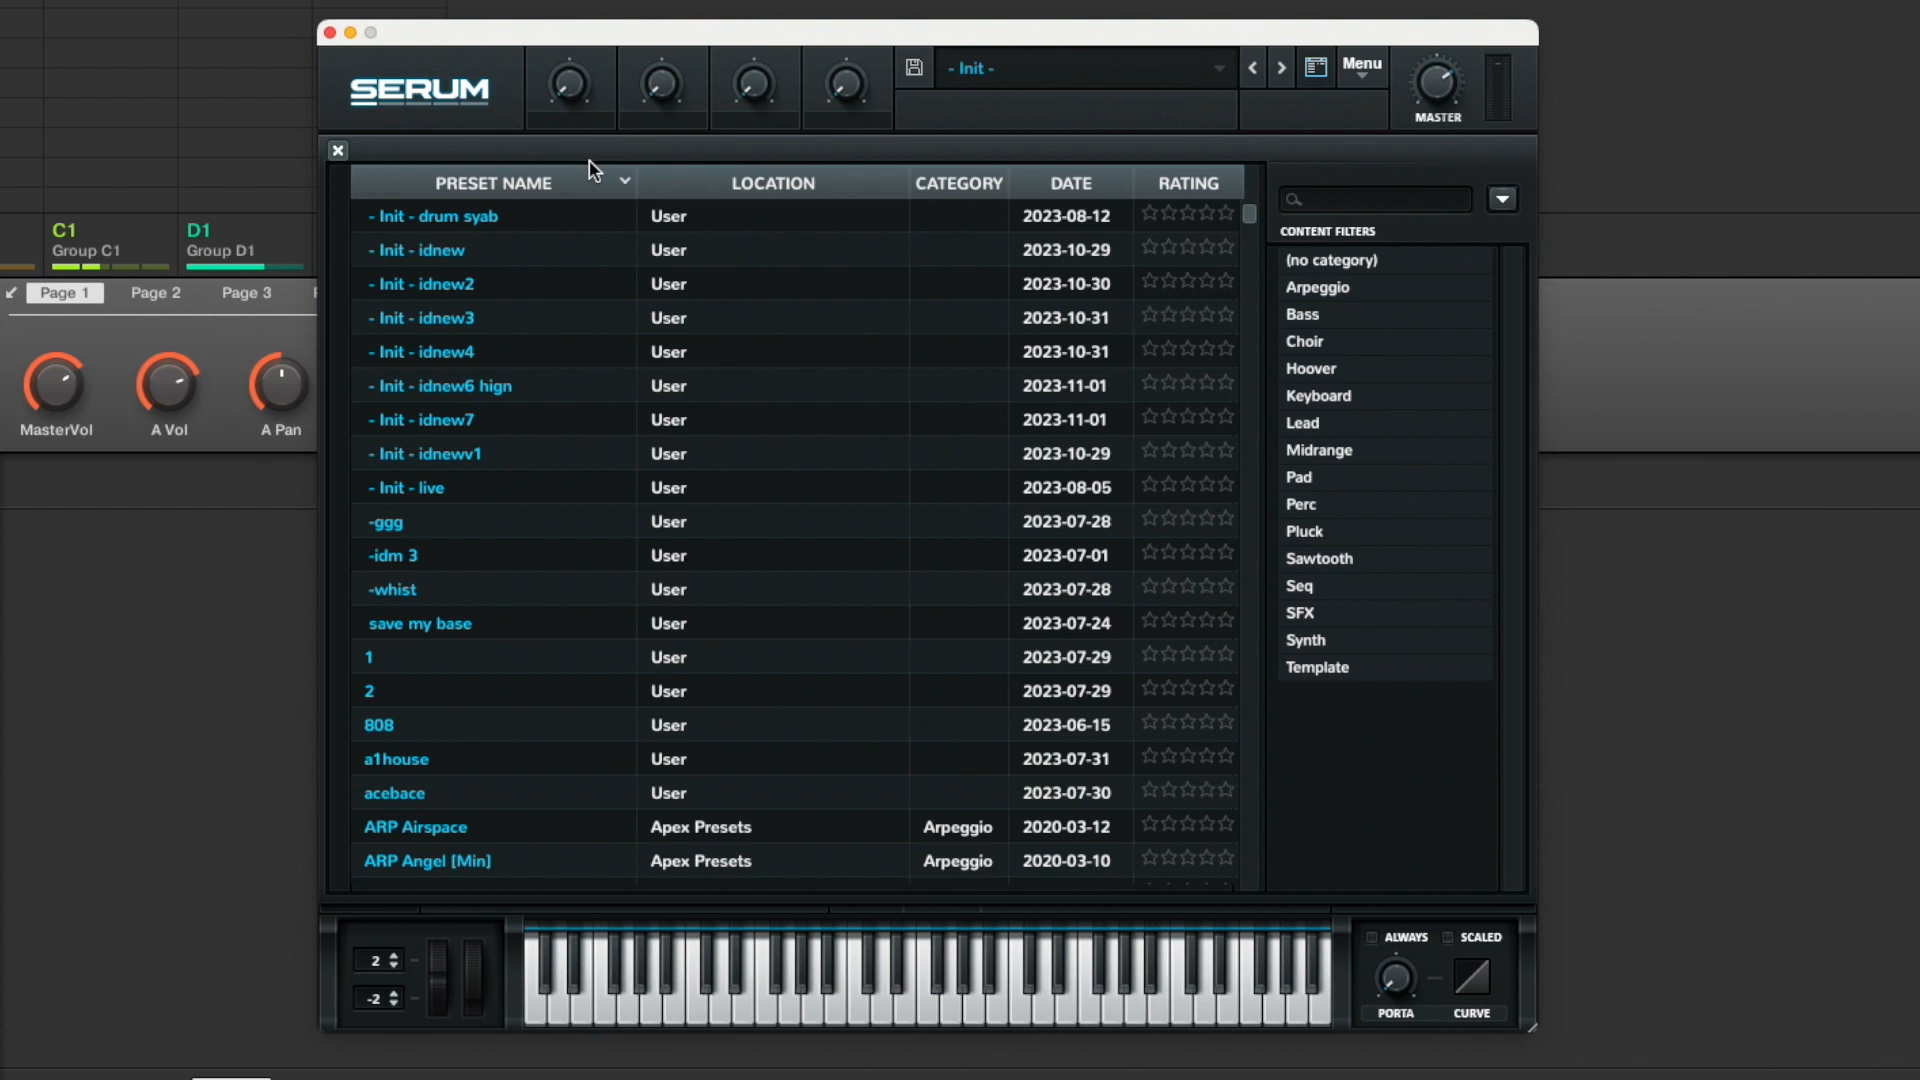 SERUM
- Init -
Menu
MASTER
PRESET NAME LOCATION CATEGORY DATE RATING
- Init - drum syab User 2023-08-12
- Init - idnew User 2023-10-29
- Init - idnew2 User 2023-10-30
- Init - idnew3 User 2023-10-31
- Init - idnew4 User 2023-10-31
- Init - idnew6 hign User 2023-11-01
- Init - idnew7 User 2023-11-01
- Init - idnewv1 User 2023-10-29
- Init - live User 2023-08-05
-ggg User 2023-07-28
-idm 3 User 2023-07-01
-whist User 2023-07-28
save my base User 2023-07-24
1 User 2023-07-29
2 User 2023-07-29
808 User 2023-06-15
a1house User 2023-07-31
acebace User 2023-07-30
ARP Airspace Apex Presets Arpeggio 2020-03-12
ARP Angel [Min] Apex Presets Arpeggio 2020-03-10
CONTENT FILTERS
(no category)
Arpeggio
Bass
Choir
Hoover
Keyboard
Lead
Midrange
Pad
Perc
Pluck
Sawtooth
Seq
SFX
Synth
Template
C1 D1
Group C1 Group D1
Page 1 Page 2 Page 3
MasterVol A Vol A Pan
2
-2
ALWAYS SCALED
PORTA CURVE